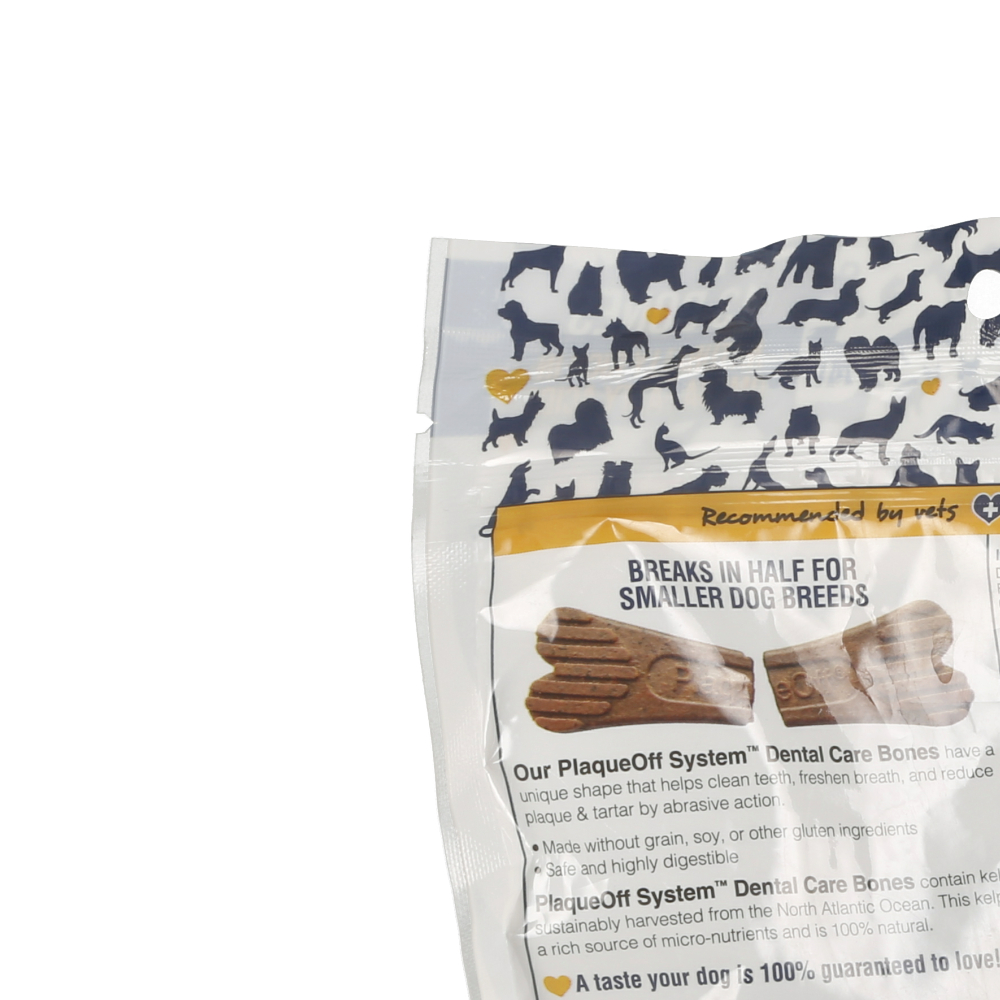 Recommended by vets
BREAKS IN HALF FOR
SMALLER DOG BREEDS
Our PlaqueOff System™ Dental Care Bones have a
unique shape that helps clean teeth, freshen breath, and reduce
plaque & tartar by abrasive action.
• Made without grain, soy, or other gluten ingredients
• Safe and highly digestible
PlaqueOff System™ Dental Care Bones contain
sustainably harvested from the North Atlantic Ocean. This kelp
a rich source of micro-nutrients and is 100% natural.
A taste your dog is 100% guaranteed to love!